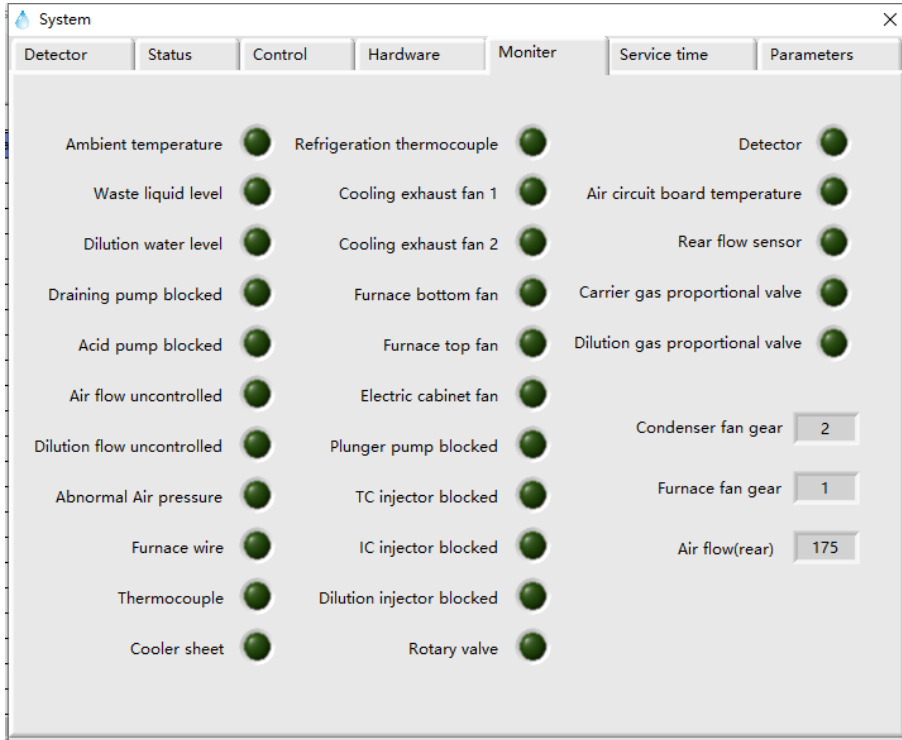 System
Detector Status Control Hardware Moniter Service time Parameters
Ambient temperature Refrigeration thermocouple Detector
Waste liquid level Cooling exhaust fan 1 Air circuit board temperature
Dilution water level Cooling exhaust fan 2 Rear flow sensor
Draining pump blocked Furnace bottom fan Carrier gas proportional valve
Acid pump blocked Furnace top fan Dilution gas proportional valve
Air flow uncontrolled Electric cabinet fan
Condenser fan gear 2
Dilution flow uncontrolled Plunger pump blocked
Furnace fan gear 1
Abnormal Air pressure TC injector blocked
Furnace wire IC injector blocked Air flow(rear) 175
Thermocouple Dilution injector blocked
Cooler sheet Rotary valve